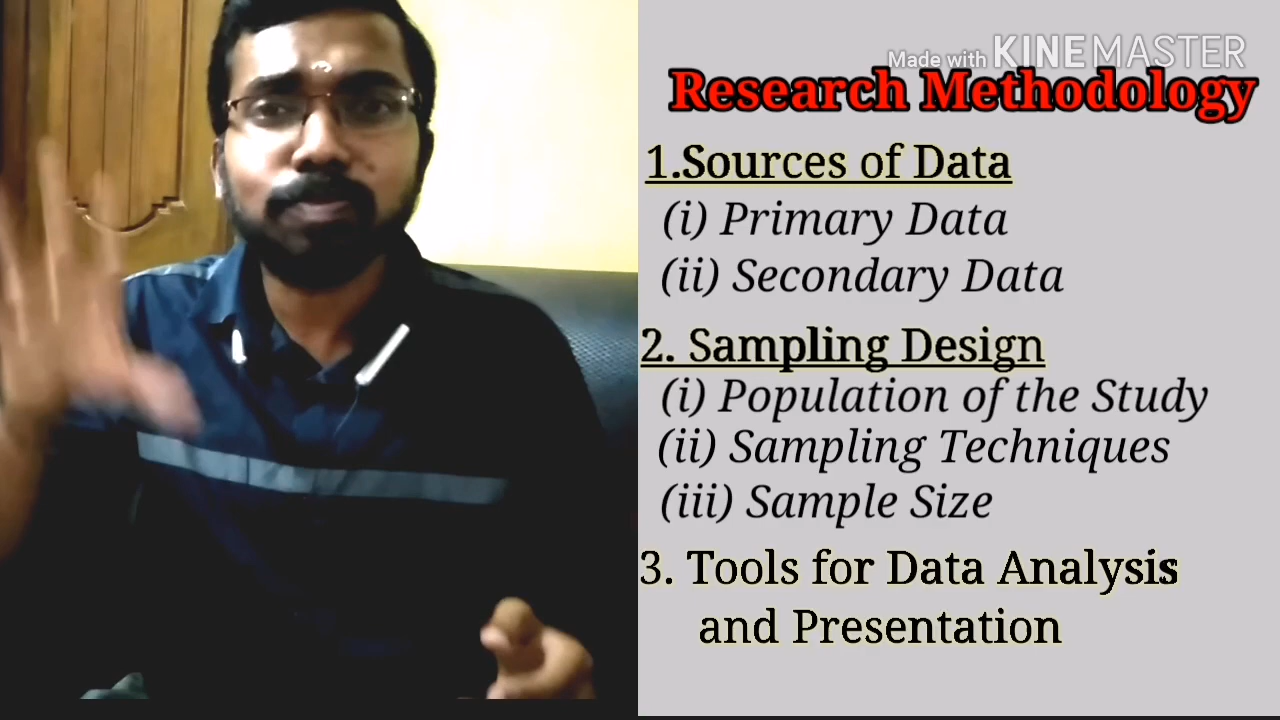 Made with KINEMASTER
Research Methodology
1.Sources of Data
(i) Primary Data
(ii) Secondary Data
2. Sampling Design
(i) Population of the Study
(ii) Sampling Techniques
(iii) Sample Size
3. Tools for Data Analysis
and Presentation